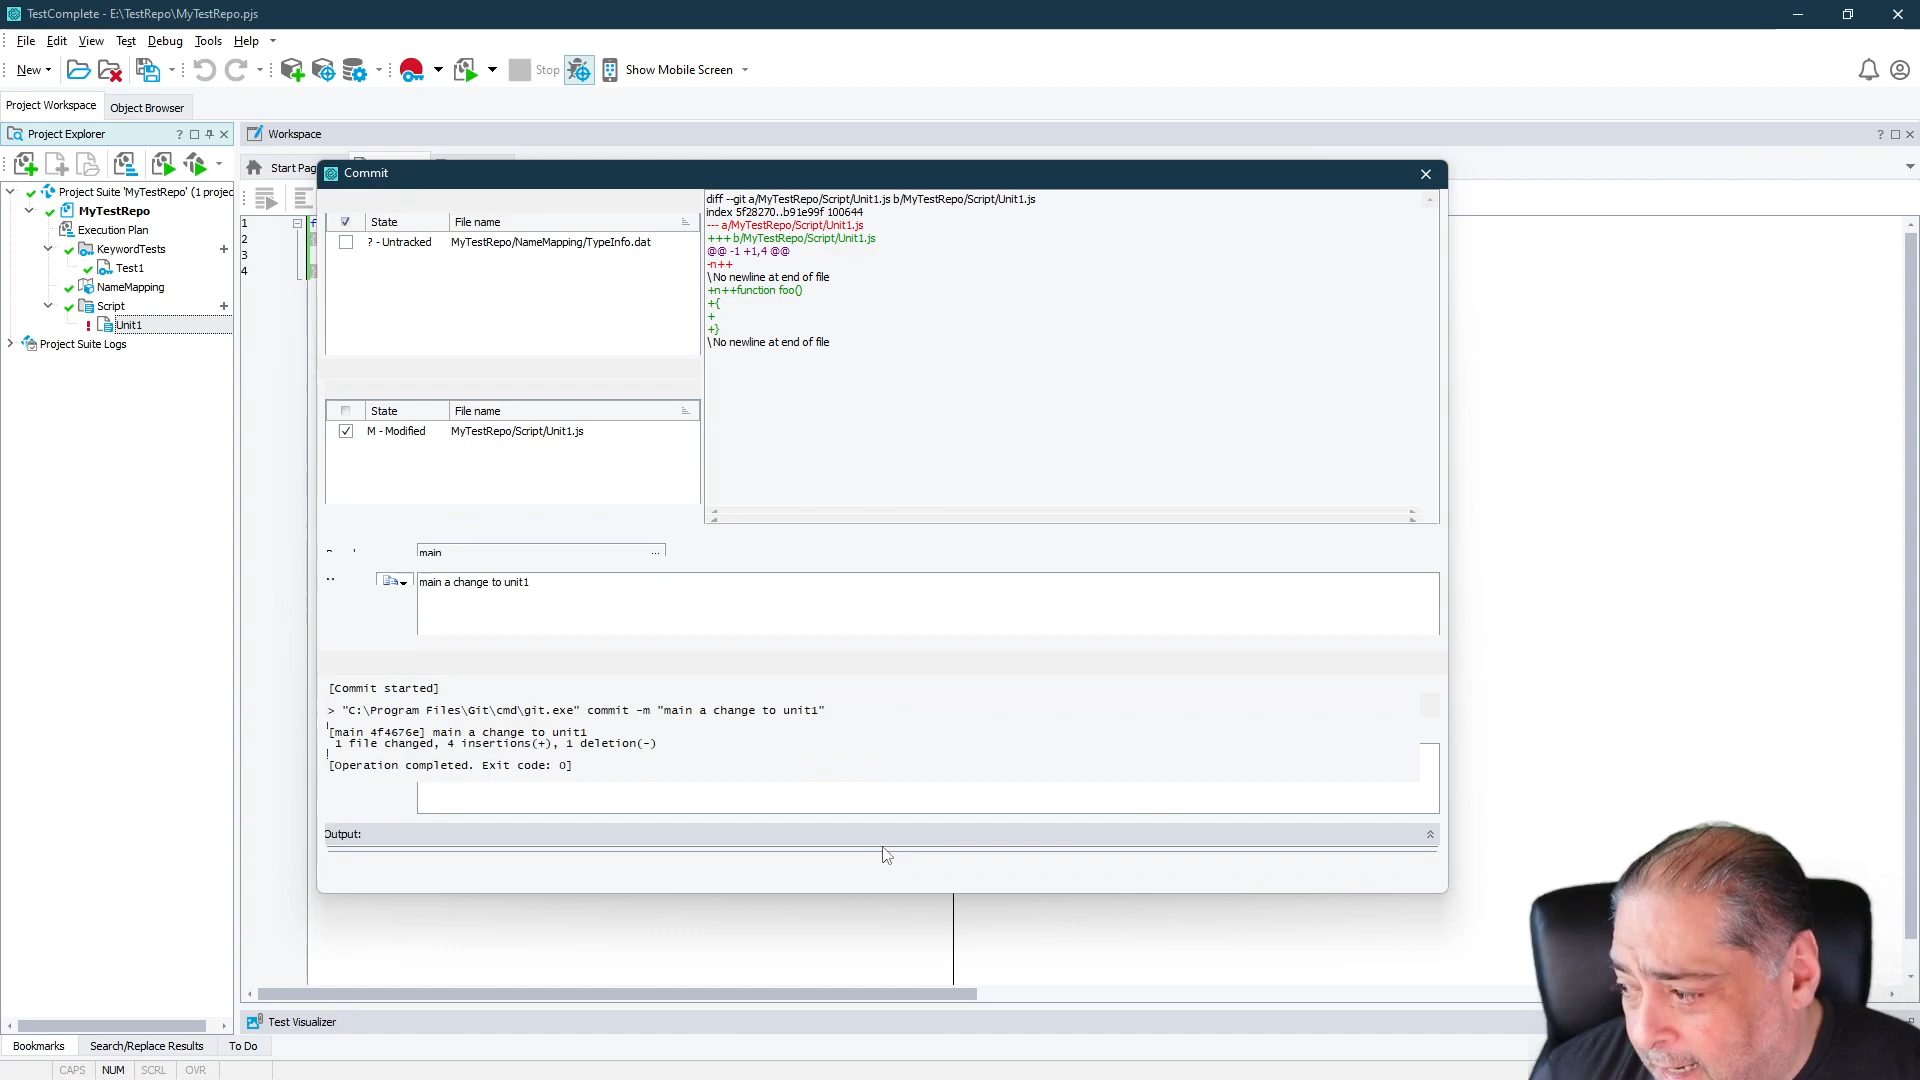 TestComplete - E:\TestRepo\MyTestRepo.pjs
File Edit View Test Debug Tools Help
New Stop Show Mobile Screen
Project Workspace Object Browser
Project Explorer ?
Workspace ?
Start Pag
Project Suite 'MyTestRepo' (1 projec
MyTestRepo
Execution Plan
KeywordTests
Test1
NameMapping
Script
Unit1
Project Suite Logs
1
2
3
4
Commit
State File name
? - Untracked MyTestRepo/NameMapping/TypeInfo.dat
State File name
M - Modified MyTestRepo/Script/Unit1.js
diff --git a/MyTestRepo/Script/Unit1.js b/MyTestRepo/Script/Unit1.js
index 5f28270..b91e99f 100644
--- a/MyTestRepo/Script/Unit1.js
+++ b/MyTestRepo/Script/Unit1.js
@@ -1 +1,4 @@
-n++
\ No newline at end of file
+n++function foo()
+{
+
+}
\ No newline at end of file
main ...
main a change to unit1
[Commit started]
> "C:\Program Files\Git\cmd\git.exe" commit -m "main a change to unit1"
[main 4f4676e] main a change to unit1
1 file changed, 4 insertions(+), 1 deletion(-)
[Operation completed. Exit code: 0]
Output:
Test Visualizer
Bookmarks Search/Replace Results To Do
CAPS NUM SCRL OVR